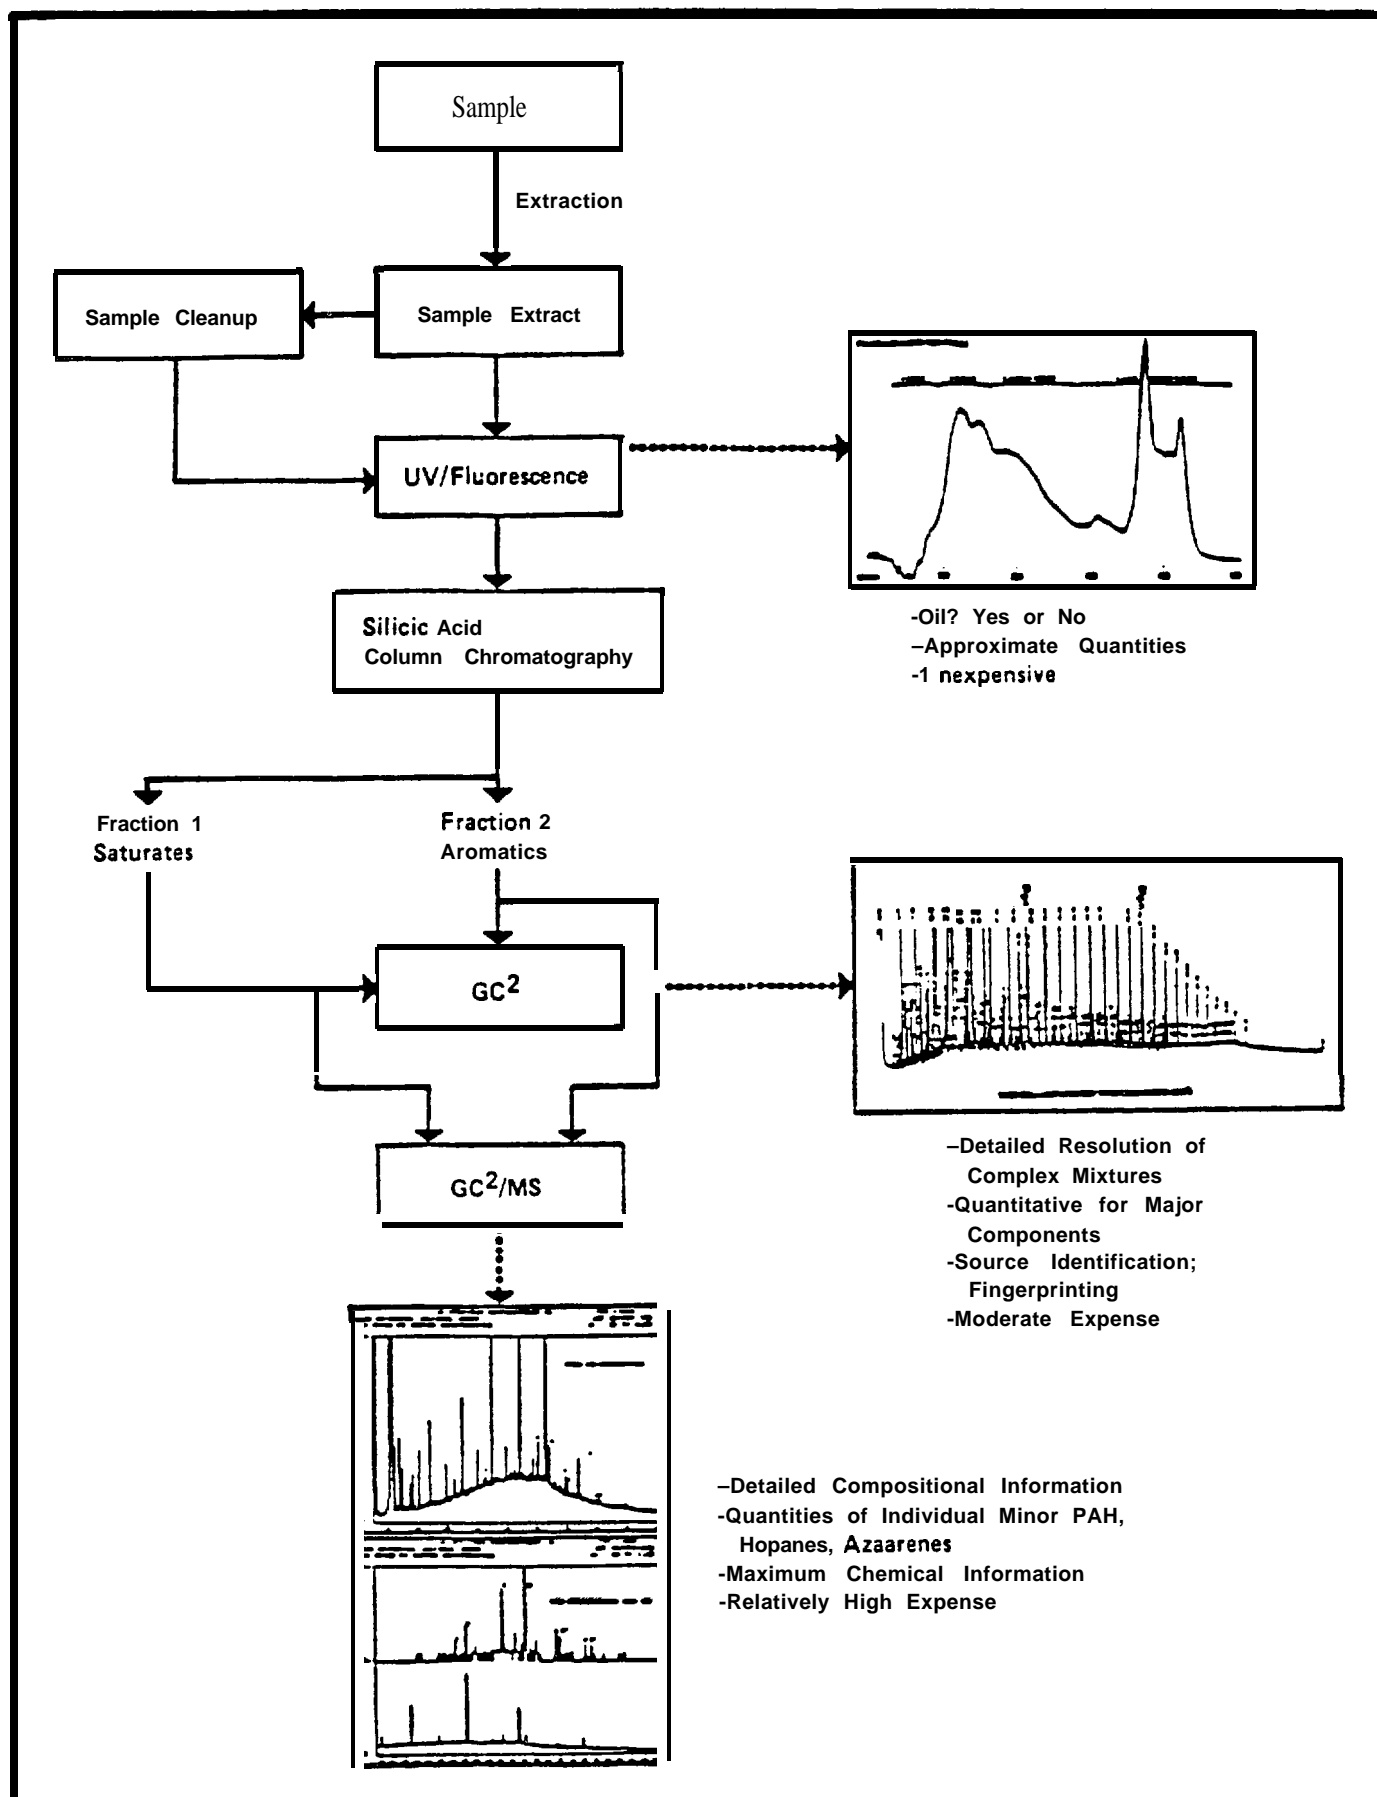 Sample
Extraction
Sample Cleanup
Sample Extract
UV/Fluorescence
-Oil? Yes or No
–Approximate Quantities
-1 nexpensive
Silicic Acid
Column Chromatography
Fraction 1
Saturates
Fraction 2
Aromatics
GC2
–Detailed Resolution of
Complex Mixtures
-Quantitative for Major
Components
-Source Identification;
Fingerprinting
-Moderate Expense
GC2/MS
–Detailed Compositional Information
-Quantities of Individual Minor PAH,
Hopanes, Azaarenes
-Maximum Chemical Information
-Relatively High Expense